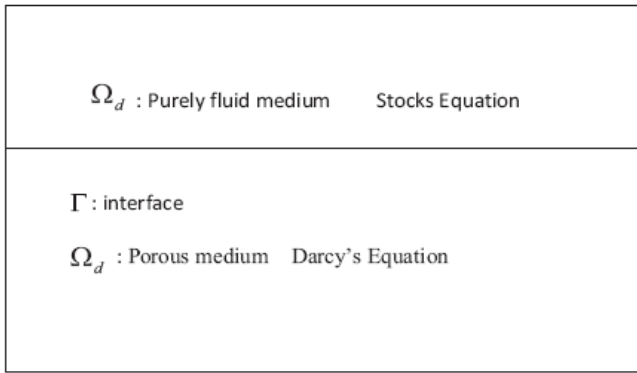 Ω_d : Purely fluid medium Stocks Equation
Γ : interface
Ω_d : Porous medium Darcy's Equation